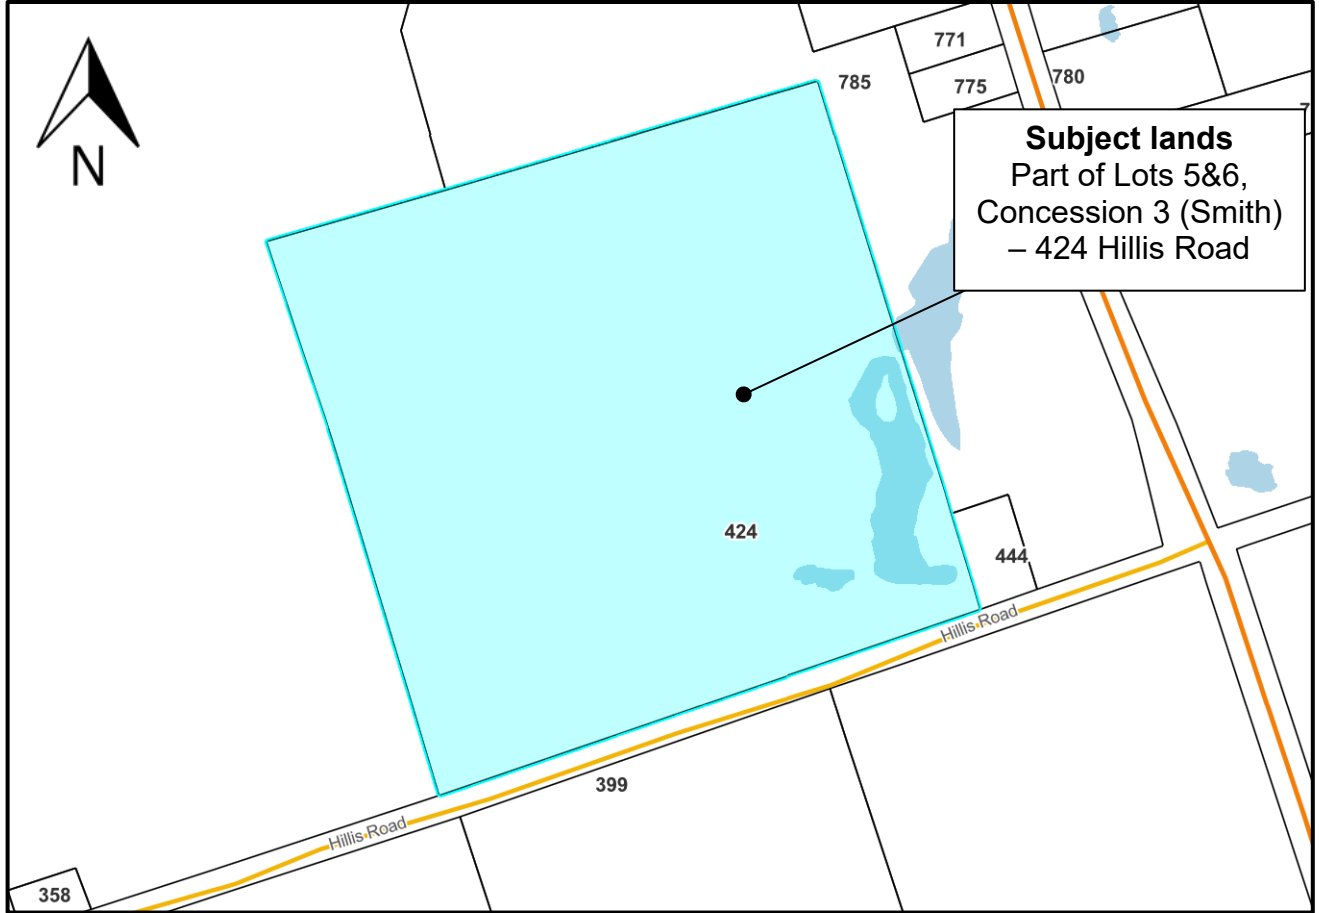 771
785
775
780
7
N
Subject lands
Part of Lots 5&6,
Concession 3 (Smith)
– 424 Hillis Road
424
444
Hillis Road
399
Hillis Road
358